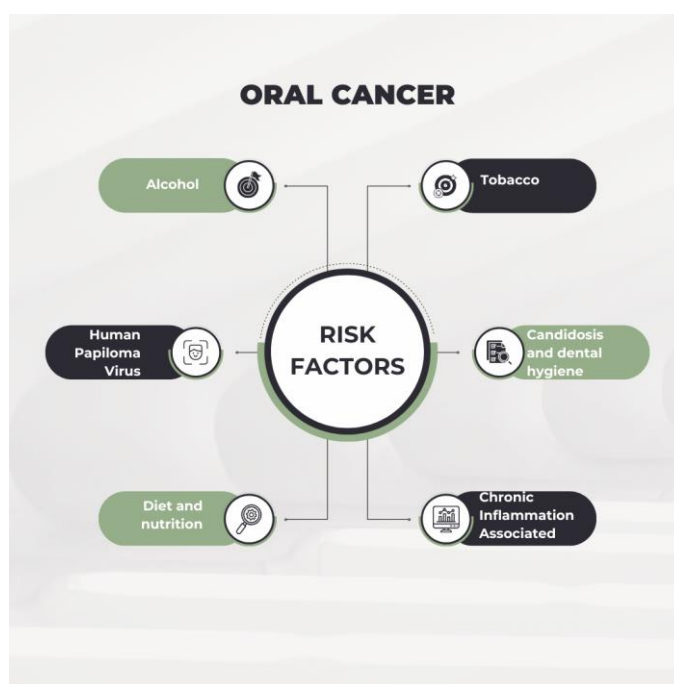 ORAL CANCER
Alcohol
Tobacco
Human
Papiloma
Virus
RISK
FACTORS
Candidosis
and dental
hygiene
Diet and
nutrition
Chronic
Inflammation
Associated